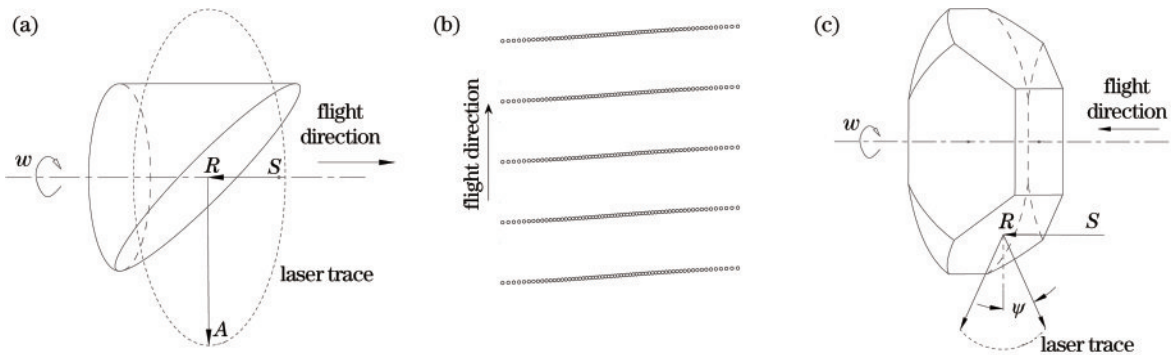 (a)
w
R
S
flight
direction
laser trace
A
(b)
flight direction
(c)
flight
direction
w
R
S
ψ
laser trace